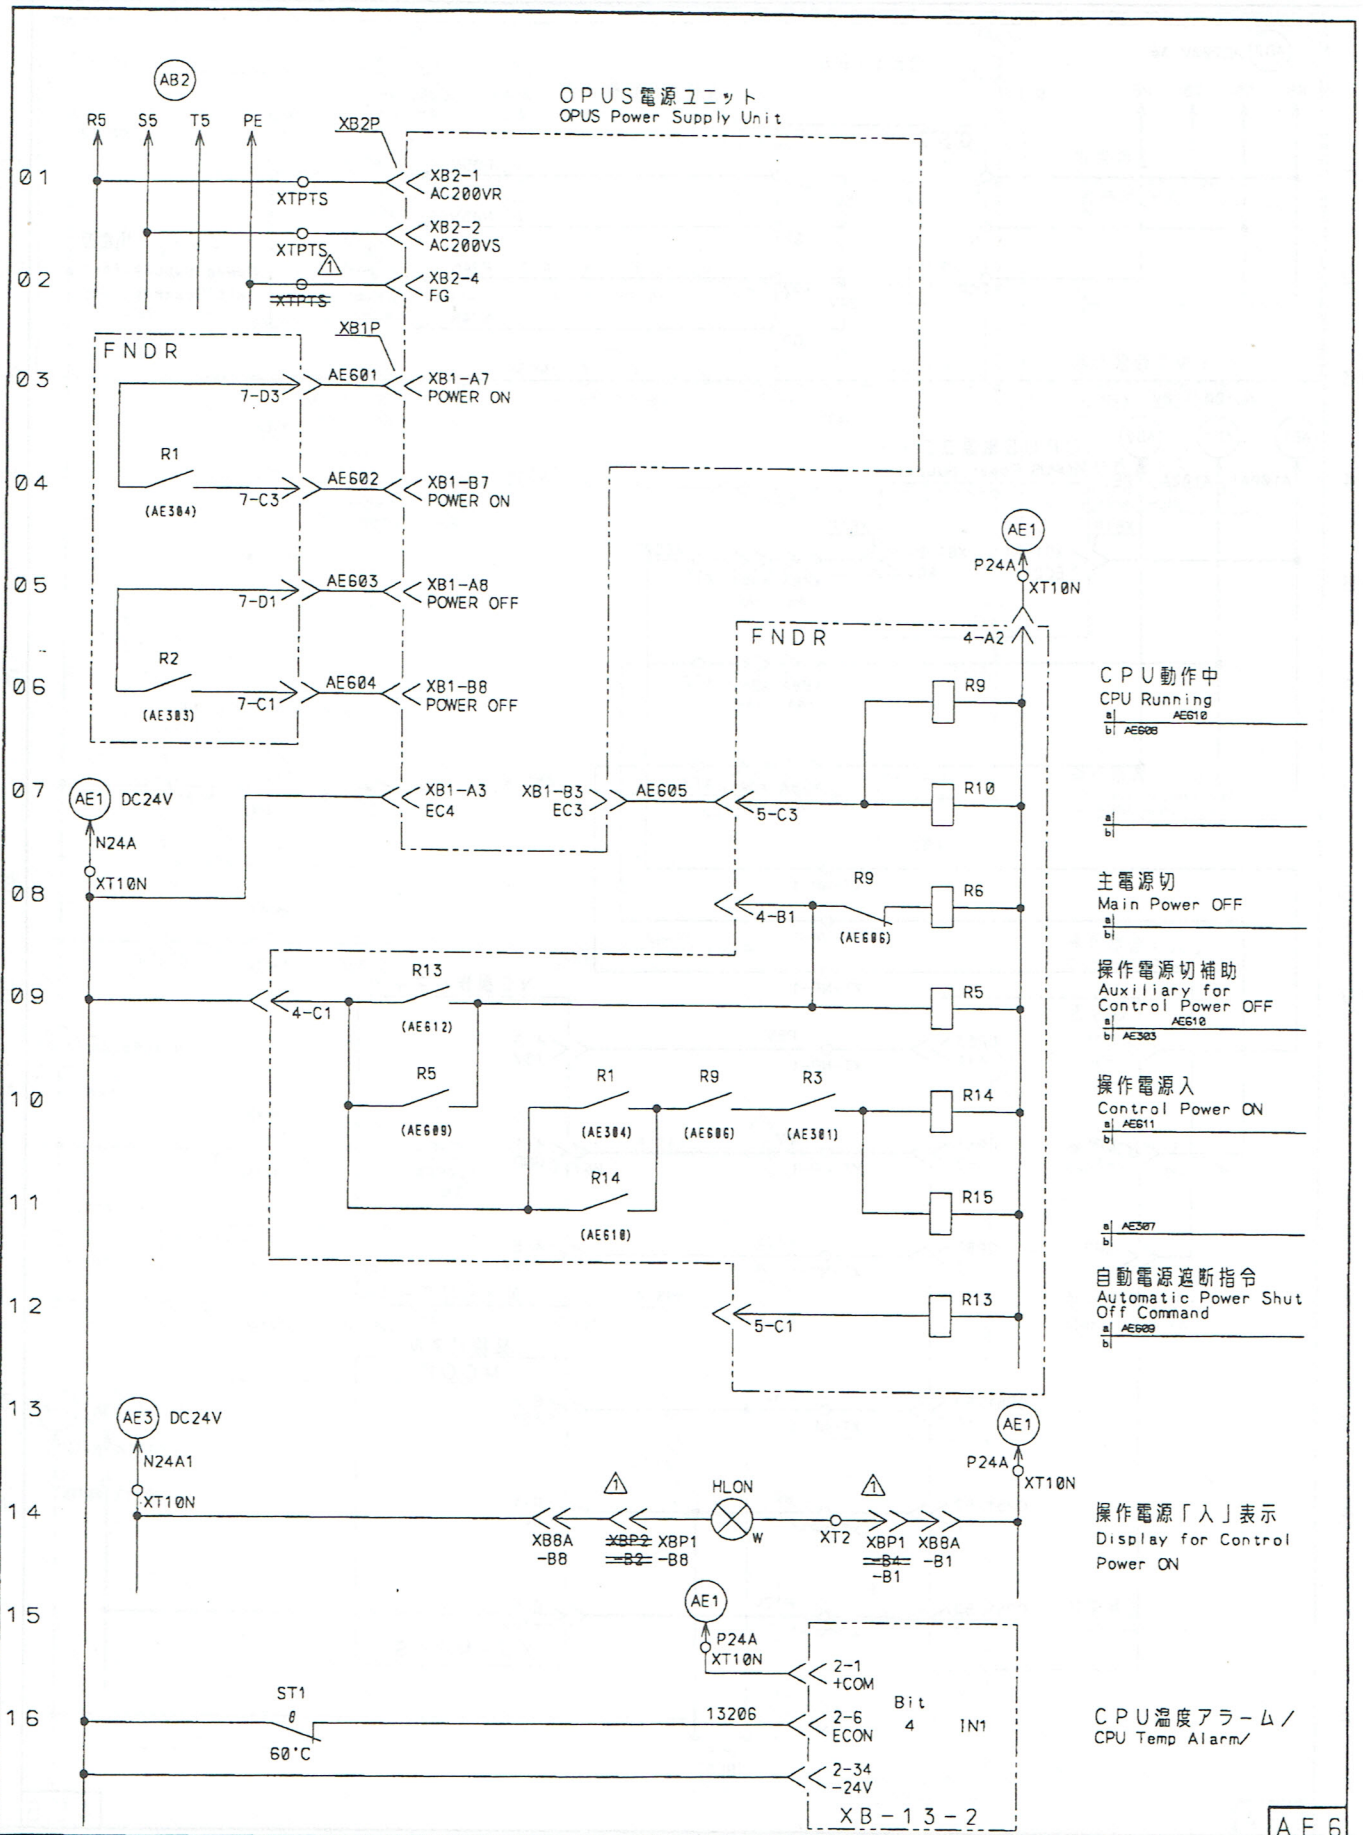 AB2
OPUS電源ユニット
OPUS Power Supply Unit
R5 S5 T5 PE
XB2P
01
XTPTS
XB2-1
AC200VR
XTPTS
XB2-2
AC200VS
02
1
XTPTS
XB2-4
FG
XB1P
FNDR
03
7-D3
AE601
XB1-A7
POWER ON
R1
04
(AE304)
7-C3
AE602
XB1-B7
POWER ON
AE1
P24A
XT10N
05
7-D1
AE603
XB1-A8
POWER OFF
FNDR
4-A2
R2
06
(AE303)
7-C1
AE604
XB1-B8
POWER OFF
R9
CPU動作中
CPU Running
a AE610
b AE608
07
AE1 DC24V
N24A
XT10N
XB1-A3
EC4
XB1-B3
EC3
AE605
5-C3
R10
a
b
08
4-B1
R9
(AE606)
R6
主電源切
Main Power OFF
a
b
09
4-C1
R13
(AE612)
R5
操作電源切補助
Auxiliary for
Control Power OFF
a AE610
b AE303
10
R5
(AE609)
R1
(AE304)
R9
(AE606)
R3
(AE301)
R14
操作電源入
Control Power ON
a AE611
b
11
R14
(AE610)
R15
a AE307
b
12
5-C1
R13
自動電源遮断指令
Automatic Power Shut
Off Command
a AE609
b
13
AE3 DC24V
N24A1
XT10N
AE1
P24A
XT10N
14
XB8A
-B8
1
XBP2 XBP1
-B2 -B8
HLON
W
XT2
1
XBP1
-B4
-B1
XB8A
-B1
操作電源「入」表示
Display for Control
Power ON
15
AE1
P24A
XT10N
2-1
+COM
16
ST1
θ
60°C
13206
2-6
ECON
Bit
4
IN1
CPU温度アラーム/
CPU Temp Alarm/
2-34
-24V
XB-13-2
AE6